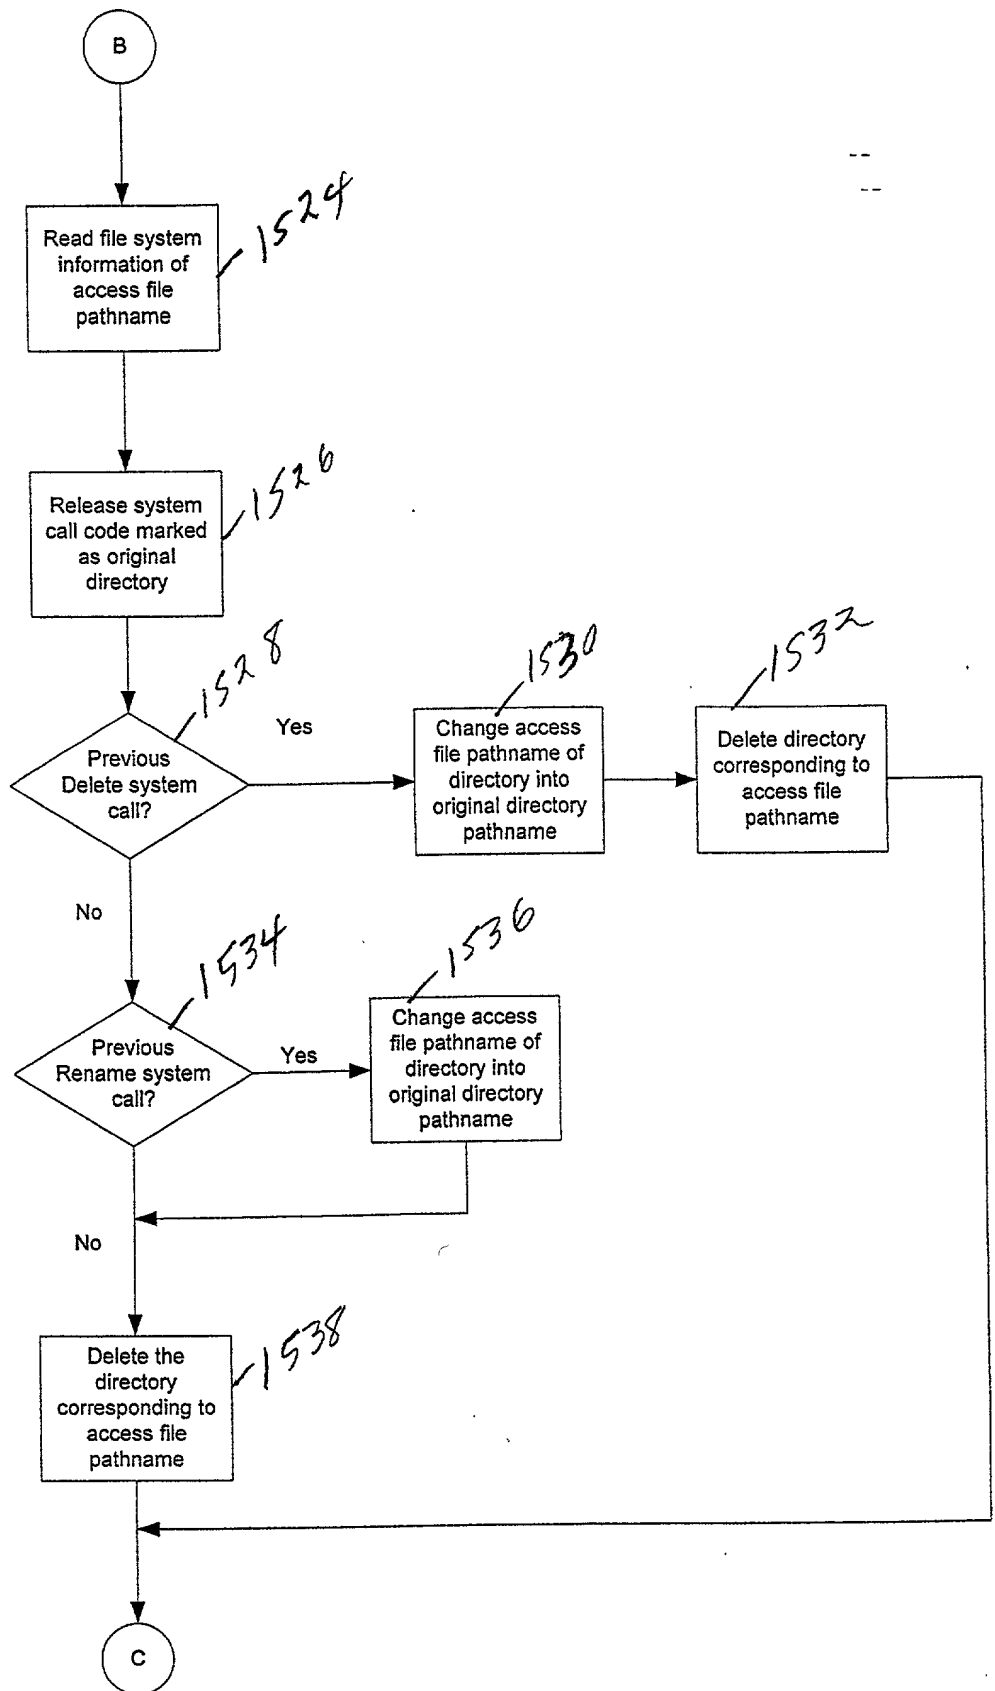 B
Read file system
information of
access file
pathname
1524
Release system
call code marked
as original
directory
1526
Previous
Delete system
call?
1528
Yes
Change access
file pathname of
directory into
original directory
pathname
1530
Delete directory
corresponding to
access file
pathname
1532
No
Previous
Rename system
call?
1534
Yes
Change access
file pathname of
directory into
original directory
pathname
1536
No
Delete the
directory
corresponding to
access file
pathname
1538
C